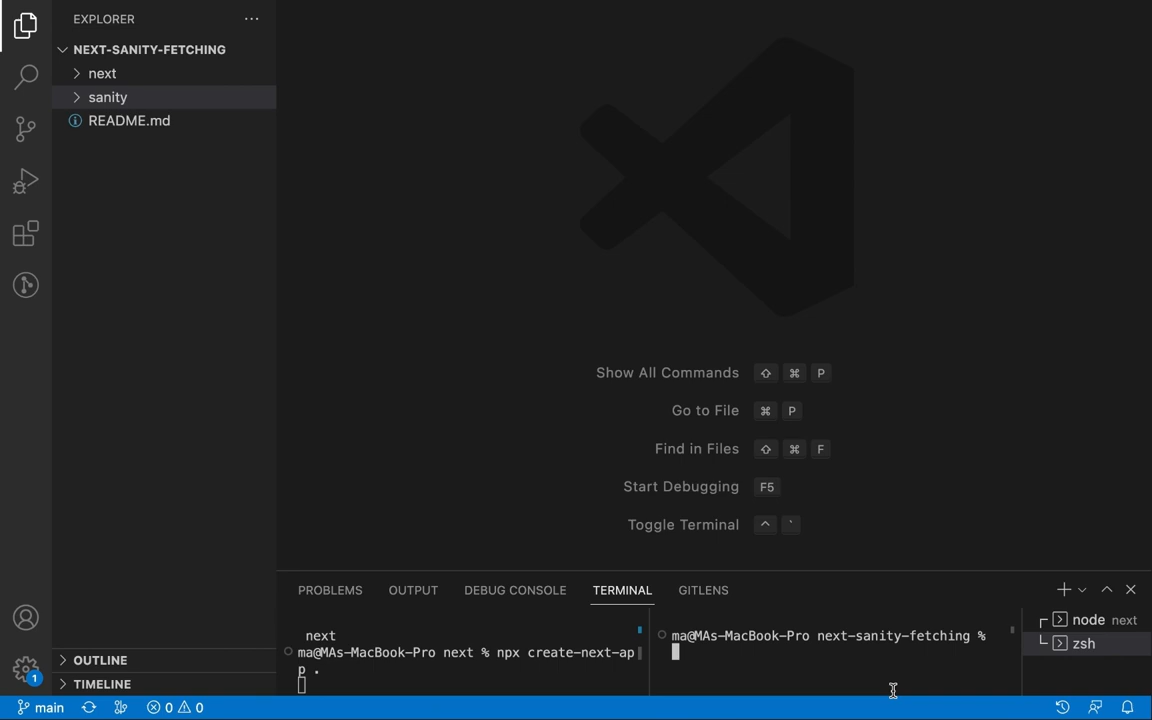 EXPLORER
NEXT-SANITY-FETCHING
next
sanity
README.md
OUTLINE
TIMELINE
Show All Commands ⇧ ⌘ P
Go to File ⌘ P
Find in Files ⇧ ⌘ F
Start Debugging F5
Toggle Terminal ^ `
PROBLEMS OUTPUT DEBUG CONSOLE TERMINAL GITLENS
next
ma@MAs-MacBook-Pro next % npx create-next-ap
p .
ma@MAs-MacBook-Pro next-sanity-fetching %
node next
zsh
1
main 0 0